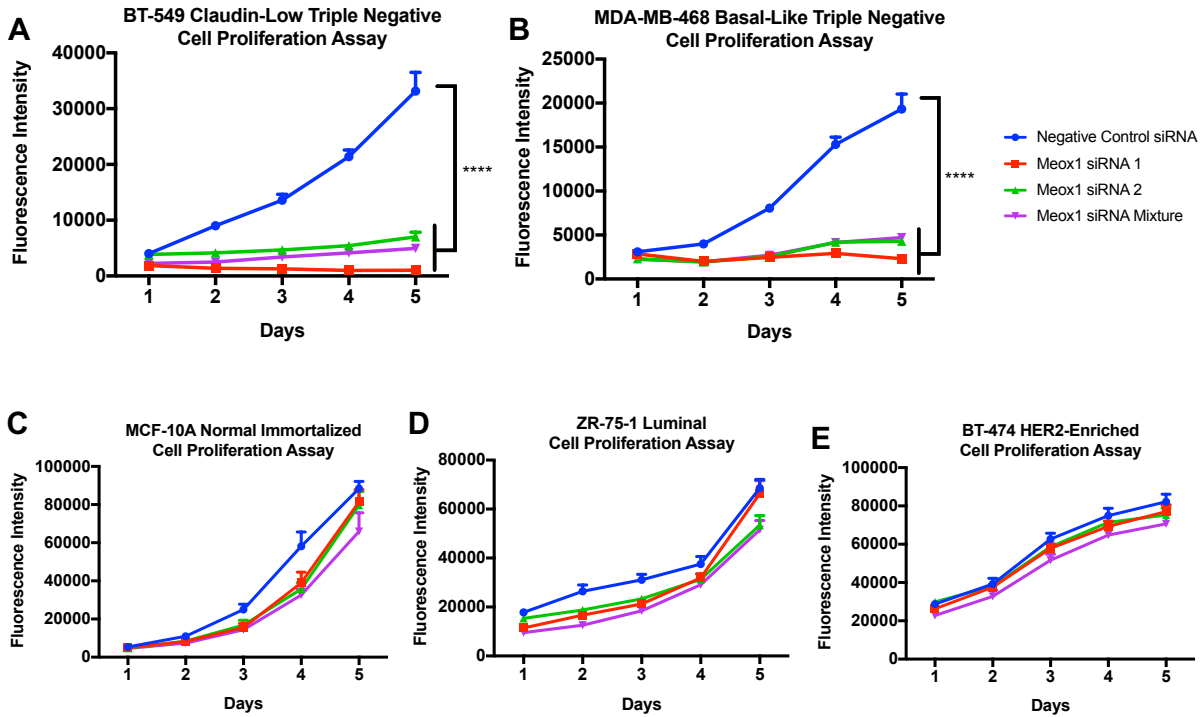 A
BT-549 Claudin-Low Triple Negative
Cell Proliferation Assay
Fluorescence Intensity
40000
30000
20000
10000
0
1 2 3 4 5
Days
****
B
MDA-MB-468 Basal-Like Triple Negative
Cell Proliferation Assay
Fluorescence Intensity
25000
20000
15000
10000
5000
0
1 2 3 4 5
Days
****
Negative Control siRNA
Meox1 siRNA 1
Meox1 siRNA 2
Meox1 siRNA Mixture
C
MCF-10A Normal Immortalized
Cell Proliferation Assay
Fluorescence Intensity
100000
80000
60000
40000
20000
0
1 2 3 4 5
Days
D
ZR-75-1 Luminal
Cell Proliferation Assay
Fluorescence Intensity
80000
60000
40000
20000
0
1 2 3 4 5
Days
E
BT-474 HER2-Enriched
Cell Proliferation Assay
Fluorescence Intensity
100000
80000
60000
40000
20000
0
1 2 3 4 5
Days